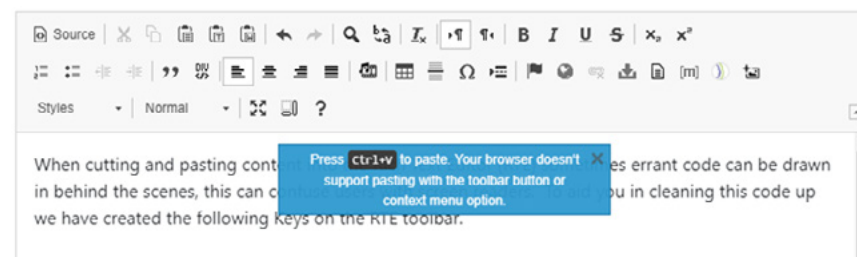 Source
Styles
Normal
Press Ctrl+V to paste. Your browser doesn't
support pasting with the toolbar button or
context menu option.
When cutting and pasting content
errant code can be drawn
in behind the scenes, this can
you in cleaning this code up
we have created the following Keys on the RTE toolbar.